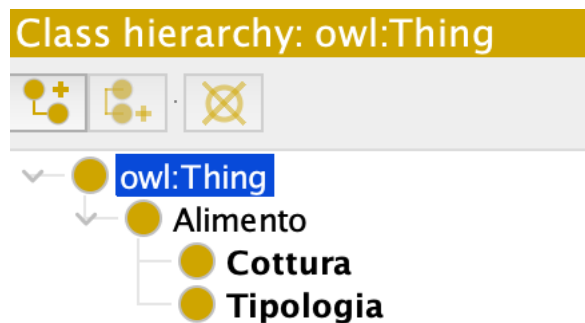 Class hierarchy: owl:Thing
owl:Thing
Alimento
Cottura
Tipologia